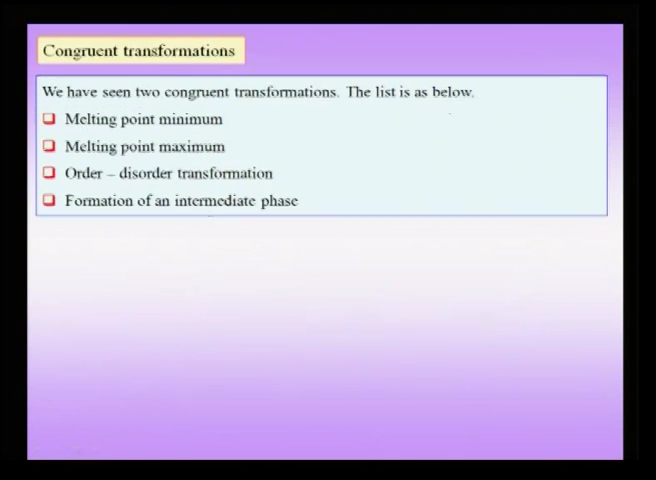 Congruent transformations
We have seen two congruent transformations. The list is as below.
Melting point minimum
Melting point maximum
Order – disorder transformation
Formation of an intermediate phase